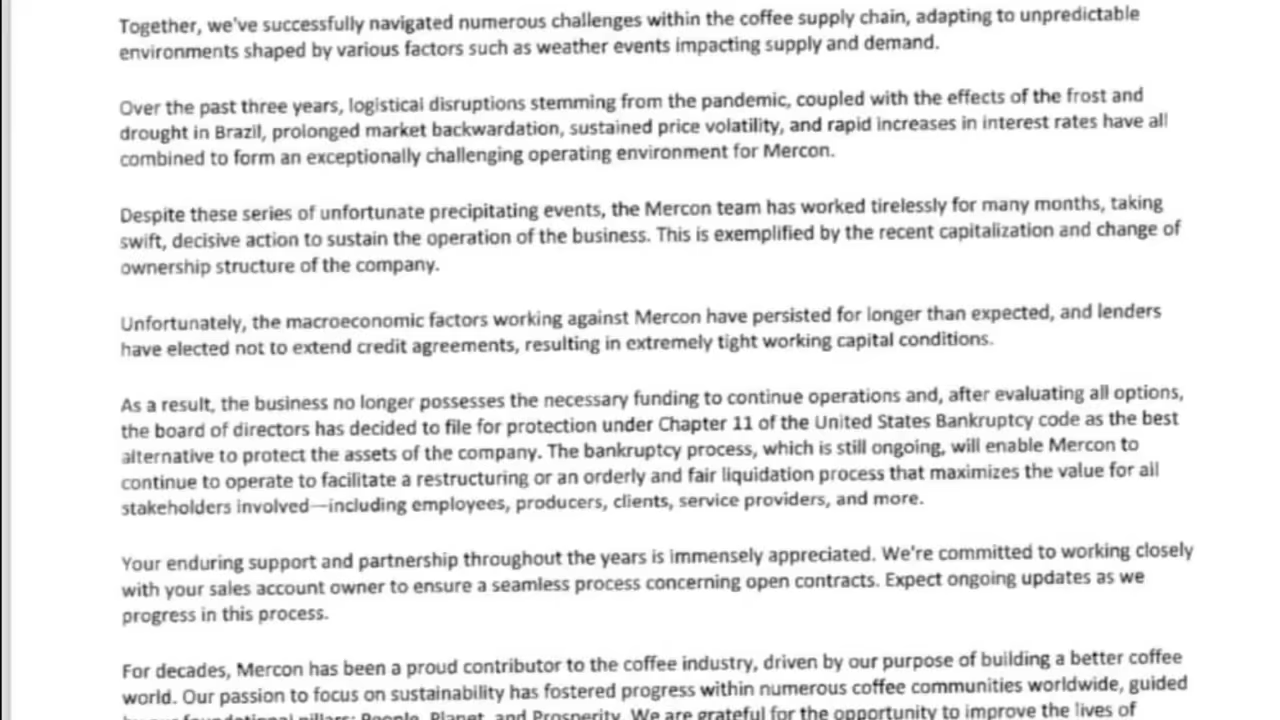 Together, we've successfully navigated numerous challenges within the coffee supply chain, adapting to unpredictable
environments shaped by various factors such as weather events impacting supply and demand.
Over the past three years, logistical disruptions stemming from the pandemic, coupled with the effects of the frost and
drought in Brazil, prolonged market backwardation, sustained price volatility, and rapid increases in interest rates have all
combined to form an exceptionally challenging operating environment for Mercon.
Despite these series of unfortunate precipitating events, the Mercon team has worked tirelessly for many months, taking
swift, decisive action to sustain the operation of the business. This is exemplified by the recent capitalization and change of
ownership structure of the company.
Unfortunately, the macroeconomic factors working against Mercon have persisted for longer than expected, and lenders
have elected not to extend credit agreements, resulting in extremely tight working capital conditions.
As a result, the business no longer possesses the necessary funding to continue operations and, after evaluating all options,
the board of directors has decided to file for protection under Chapter 11 of the United States Bankruptcy code as the best
alternative to protect the assets of the company. The bankruptcy process, which is still ongoing, will enable Mercon to
continue to operate to facilitate a restructuring or an orderly and fair liquidation process that maximizes the value for all
stakeholders involved—including employees, producers, clients, service providers, and more.
Your enduring support and partnership throughout the years is immensely appreciated. We're committed to working closely
with your sales account owner to ensure a seamless process concerning open contracts. Expect ongoing updates as we
progress in this process.
For decades, Mercon has been a proud contributor to the coffee industry, driven by our purpose of building a better coffee
world. Our passion to focus on sustainability has fostered progress within numerous coffee communities worldwide, guided
by our foundational pillars: People, Planet, and Prosperity. We are grateful for the opportunity to improve the lives of